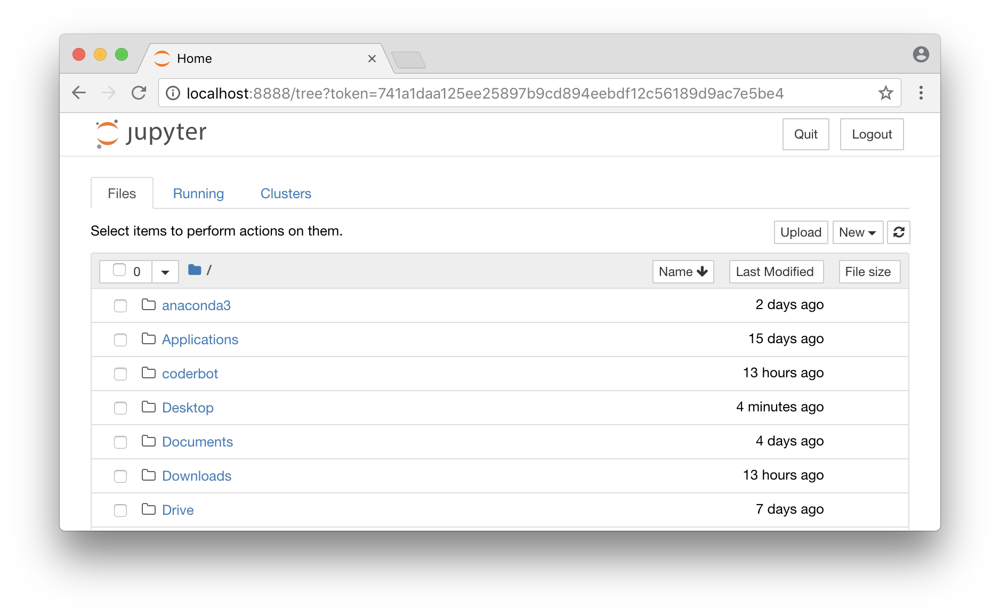 Home
localhost:8888/tree?token=741a1daa125ee25897b9cd894eebdf12c56189d9ac7e5be4
jupyter
Quit Logout
Files Running Clusters
Select items to perform actions on them.
Upload New
0 / Name Last Modified File size
anaconda3 2 days ago
Applications 15 days ago
coderbot 13 hours ago
Desktop 4 minutes ago
Documents 4 days ago
Downloads 13 hours ago
Drive 7 days ago